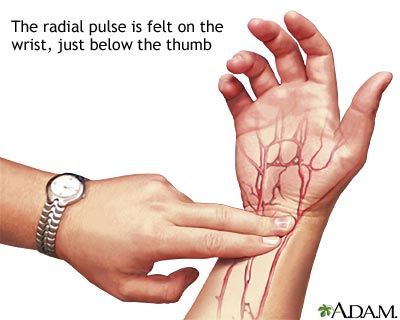 The radial pulse is felt on the
wrist, just below the thumb
A.D.A.M.